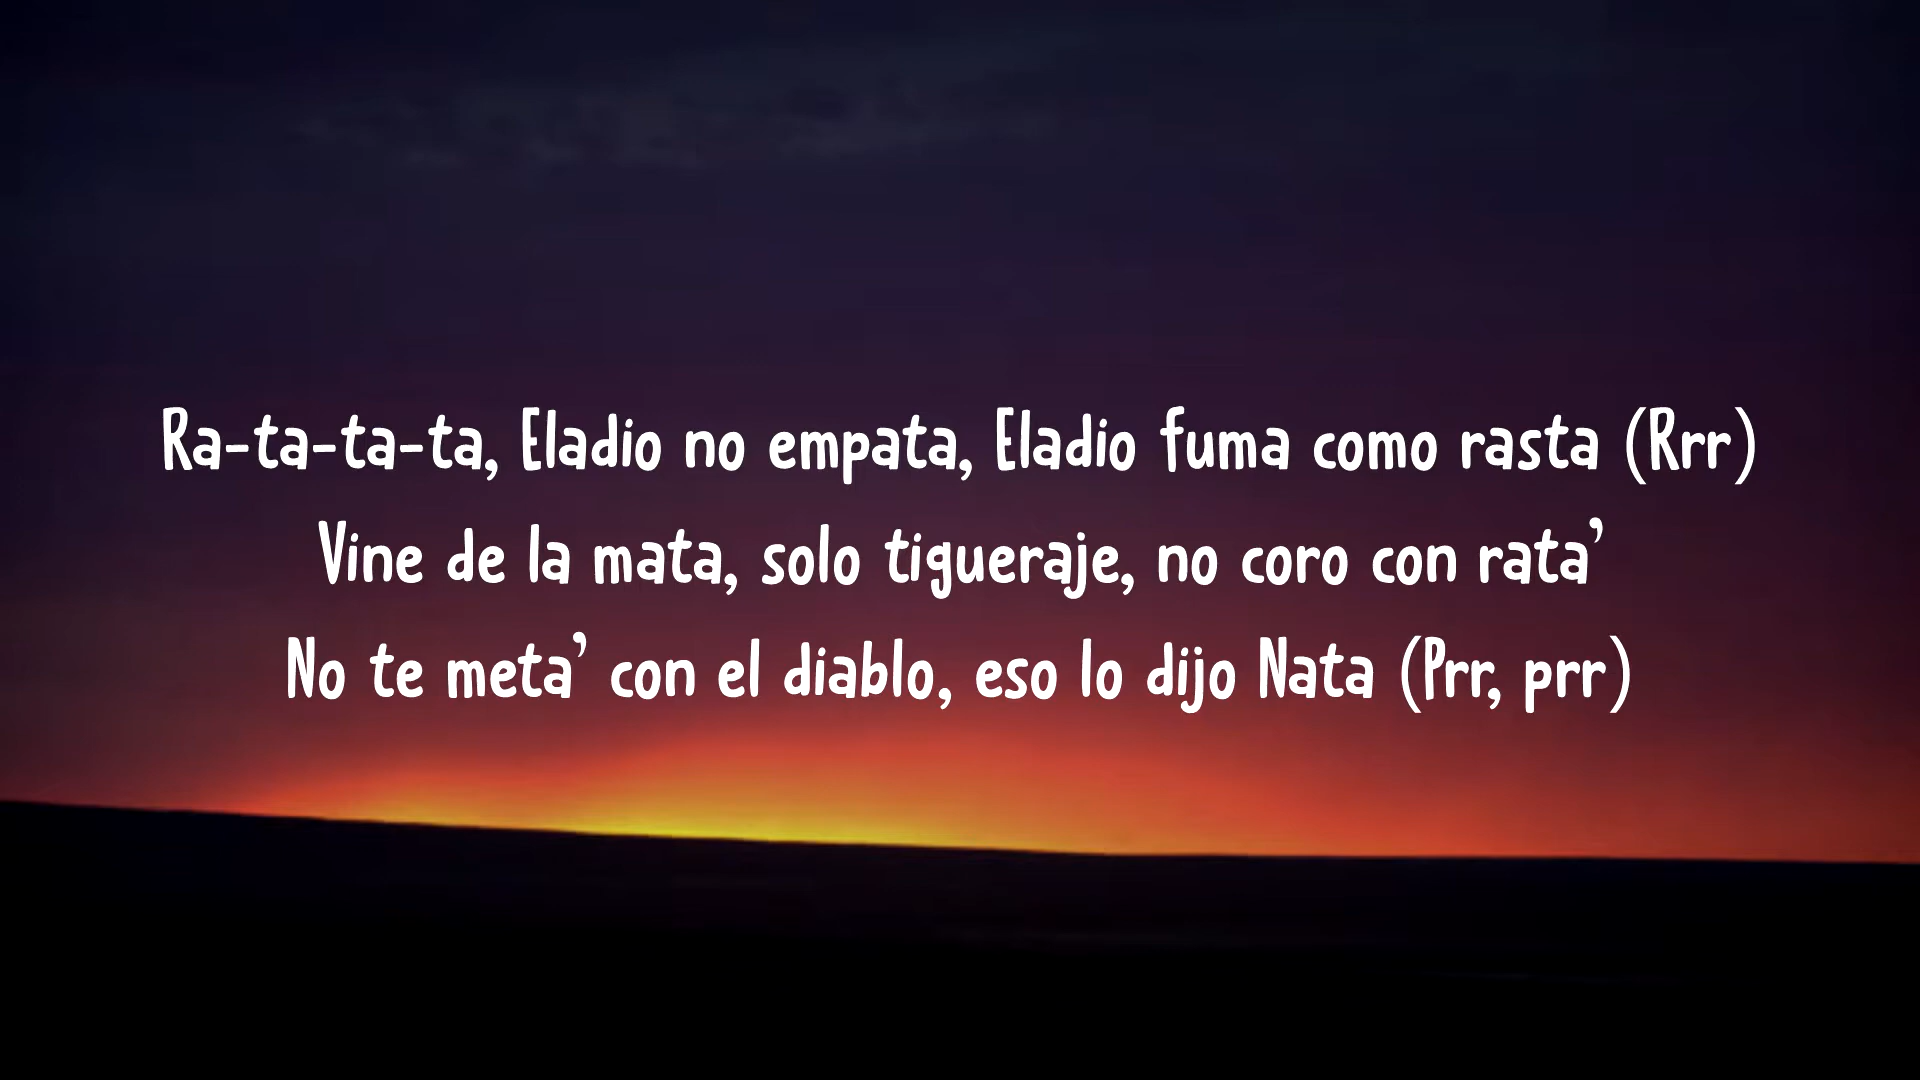 Ra-ta-ta-ta, Eladio no empata, Eladio fuma como rasta (Rrr)
Vine de la mata, solo tigueraje, no coro con rata’
No te meta’ con el diablo, eso lo dijo Nata (Prr, prr)